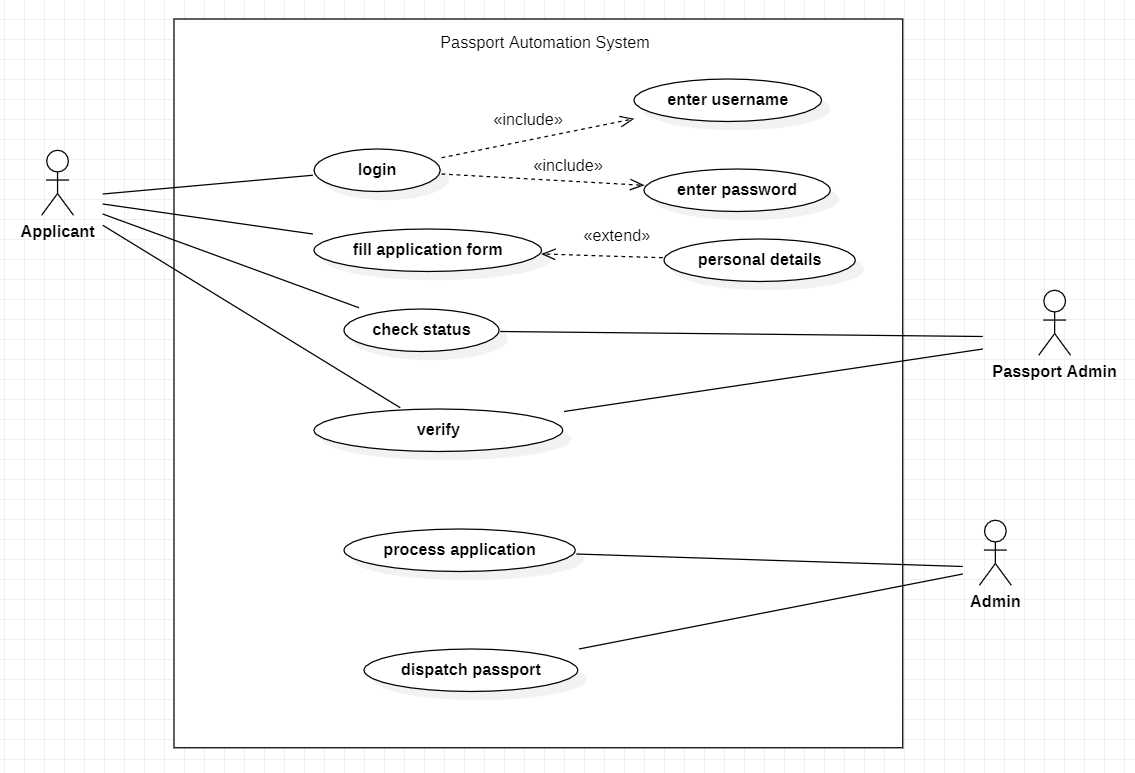 Passport Automation System
enter username
«include»
login
«include»
enter password
Applicant
«extend»
fill application form
personal details
check status
Passport Admin
verify
process application
Admin
dispatch passport